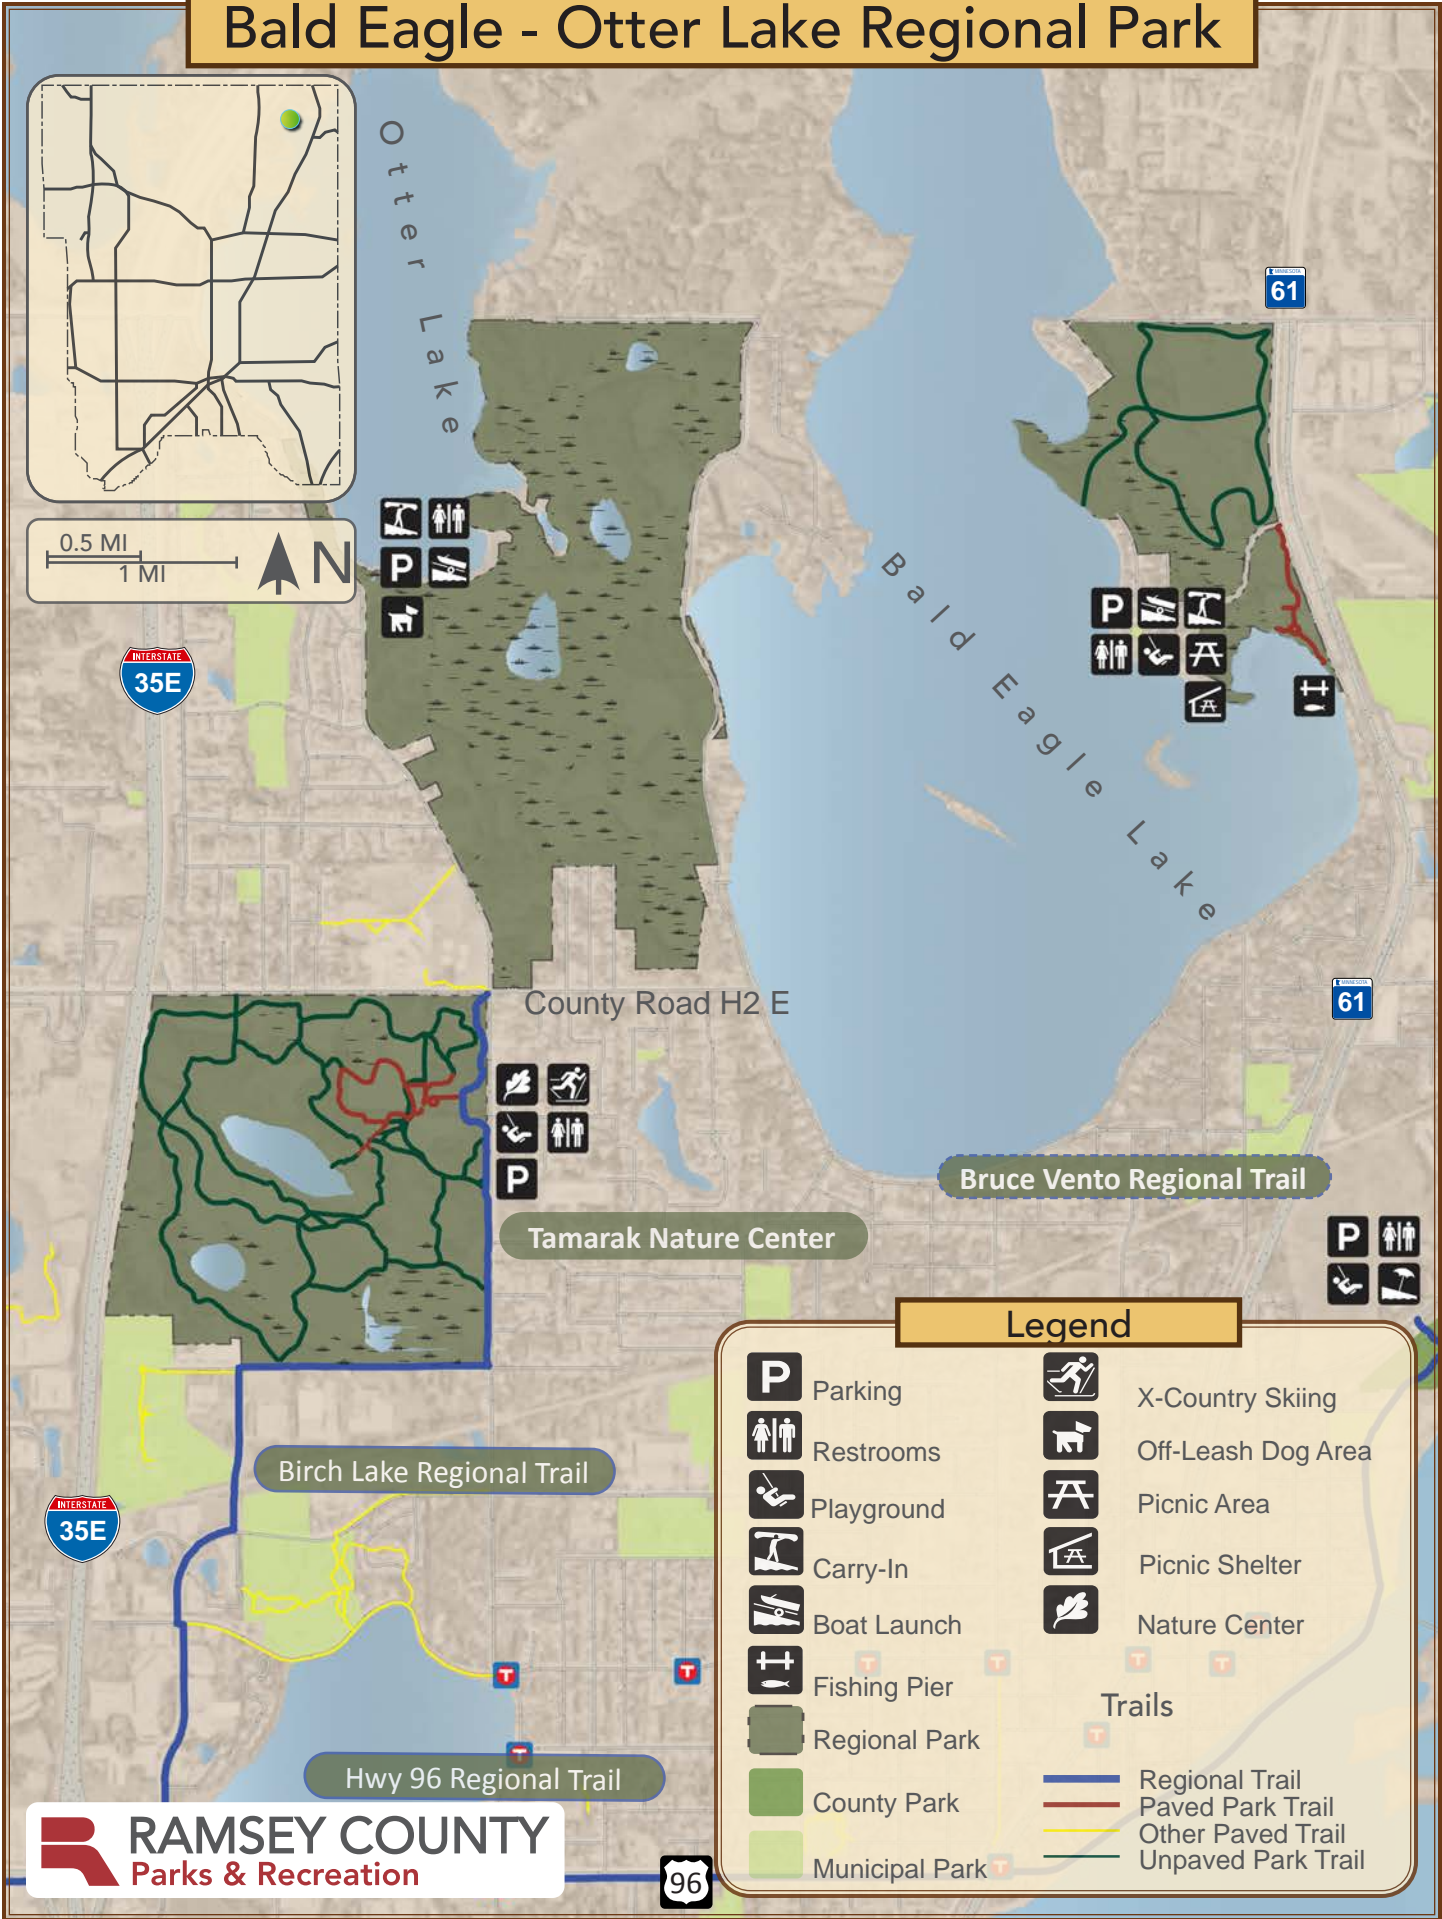 Bald Eagle - Otter Lake Regional Park
Otter Lake
MINNESOTA
61
0.5 MI
1 MI
N
P
Bald Eagle Lake
P
INTERSTATE
35E
MINNESOTA
61
County Road H2 E
P
Bruce Vento Regional Trail
Tamarak Nature Center
P
Legend
P Parking
Restrooms
Playground
Carry-In
Boat Launch
Fishing Pier
Regional Park
County Park
Municipal Park
X-Country Skiing
Off-Leash Dog Area
Picnic Area
Picnic Shelter
Nature Center
Trails
Regional Trail
Paved Park Trail
Other Paved Trail
Unpaved Park Trail
Birch Lake Regional Trail
INTERSTATE
35E
T
T
T
T
T
T
T
T
T
Hwy 96 Regional Trail
RAMSEY COUNTY
Parks & Recreation
96